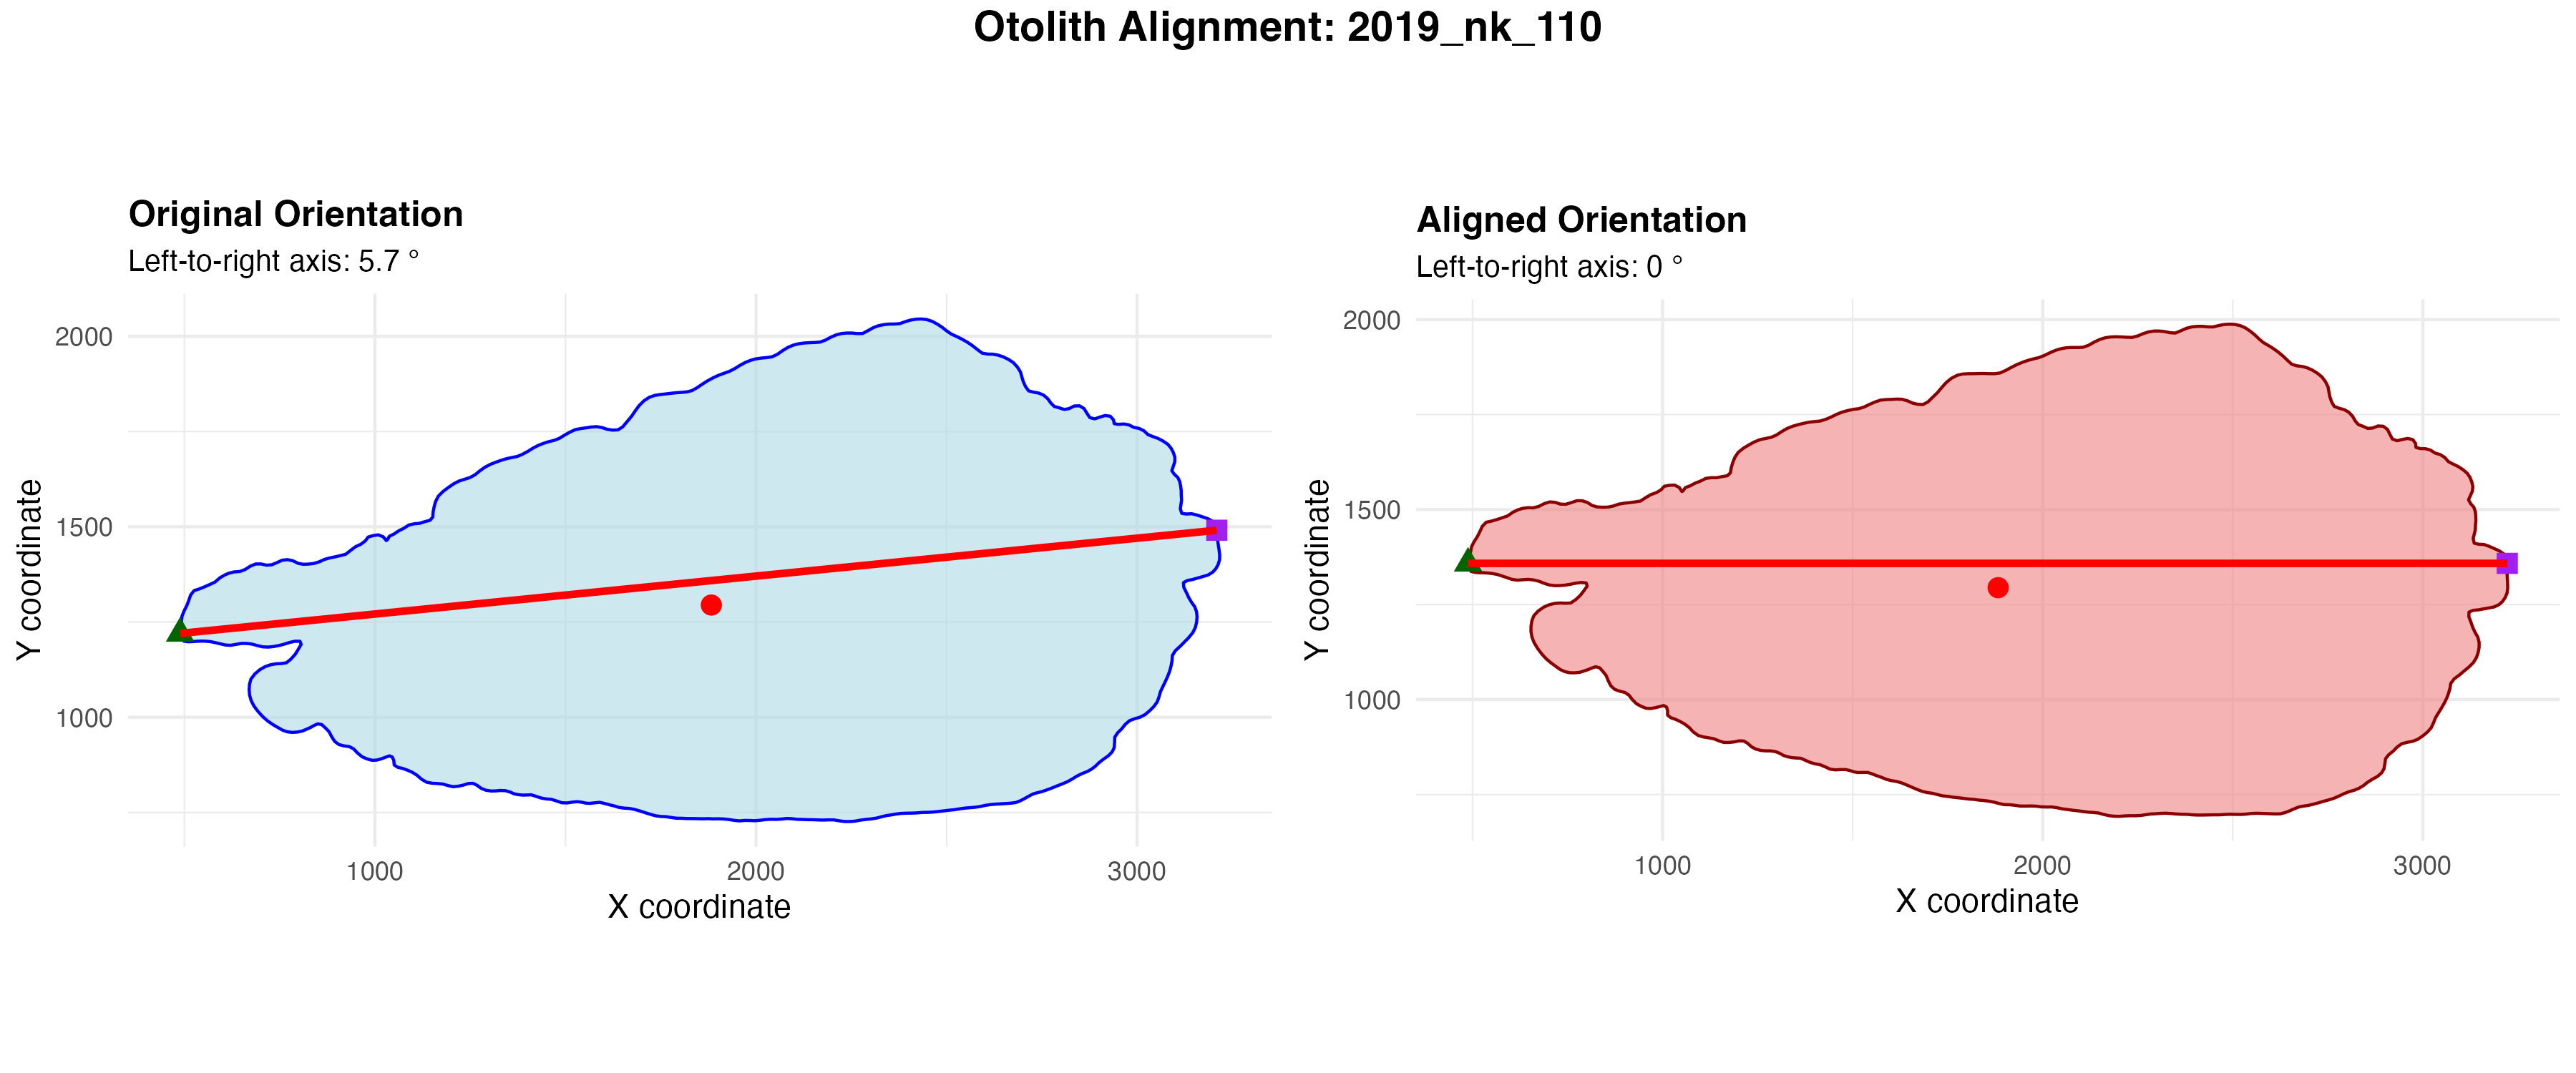 Otolith Alignment: 2019_nk_110
Original Orientation
Left-to-right axis: 5.7 °
2000
1500
1000
Y coordinate
1000 2000 3000
X coordinate
Aligned Orientation
Left-to-right axis: 0 °
2000
1500
1000
Y coordinate
1000 2000 3000
X coordinate